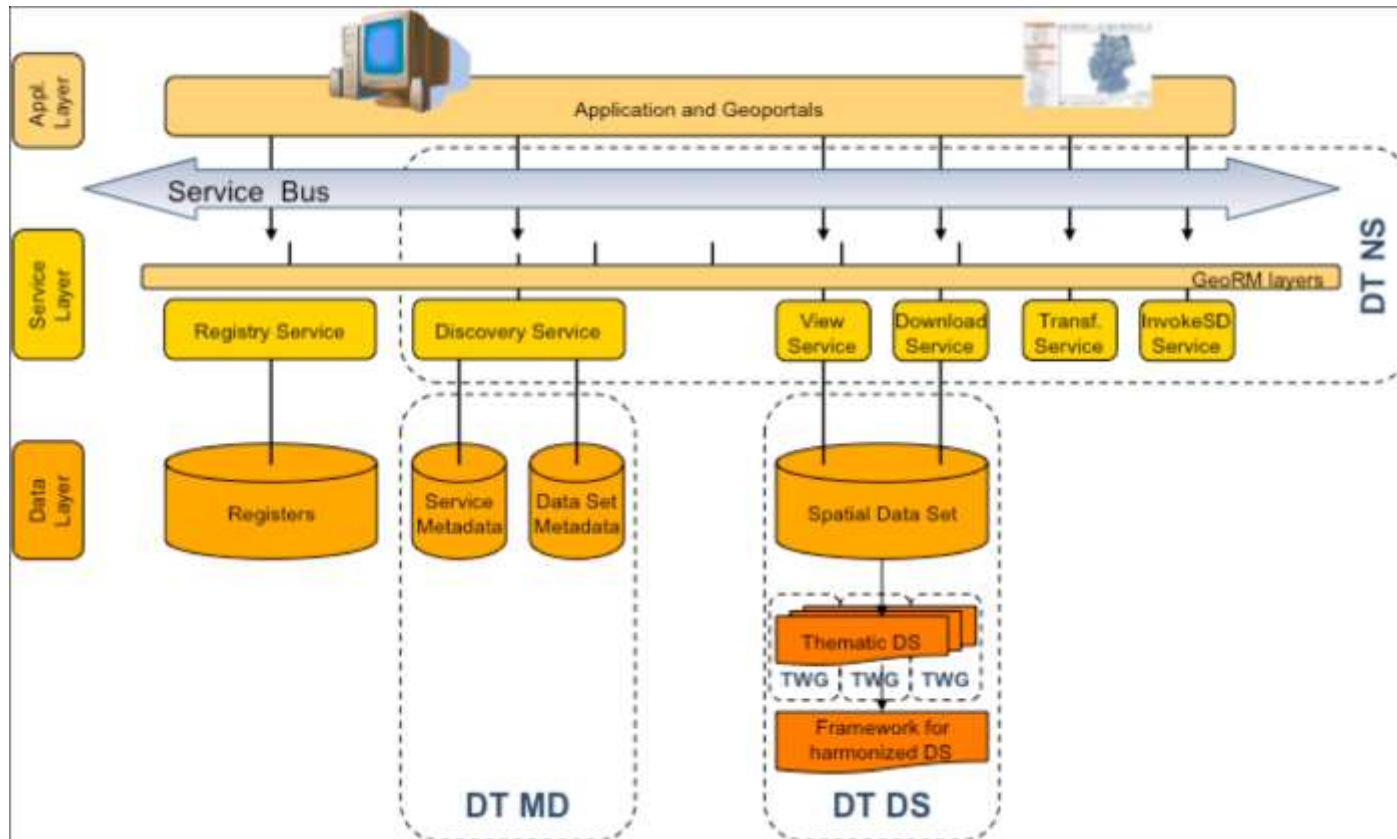 Appl.
Layer
Application and Geoportals
Service Bus
DT NS
Service
Layer
GeoRM layers
Registry Service
Discovery Service
View
Service
Download
Service
Transf.
Service
InvokeSD
Service
Data
Layer
Registers
Service
Metadata
Data Set
Metadata
Spatial Data Set
Thematic DS
TWG
TWG
TWG
Framework for
harmonized DS
DT MD
DT DS